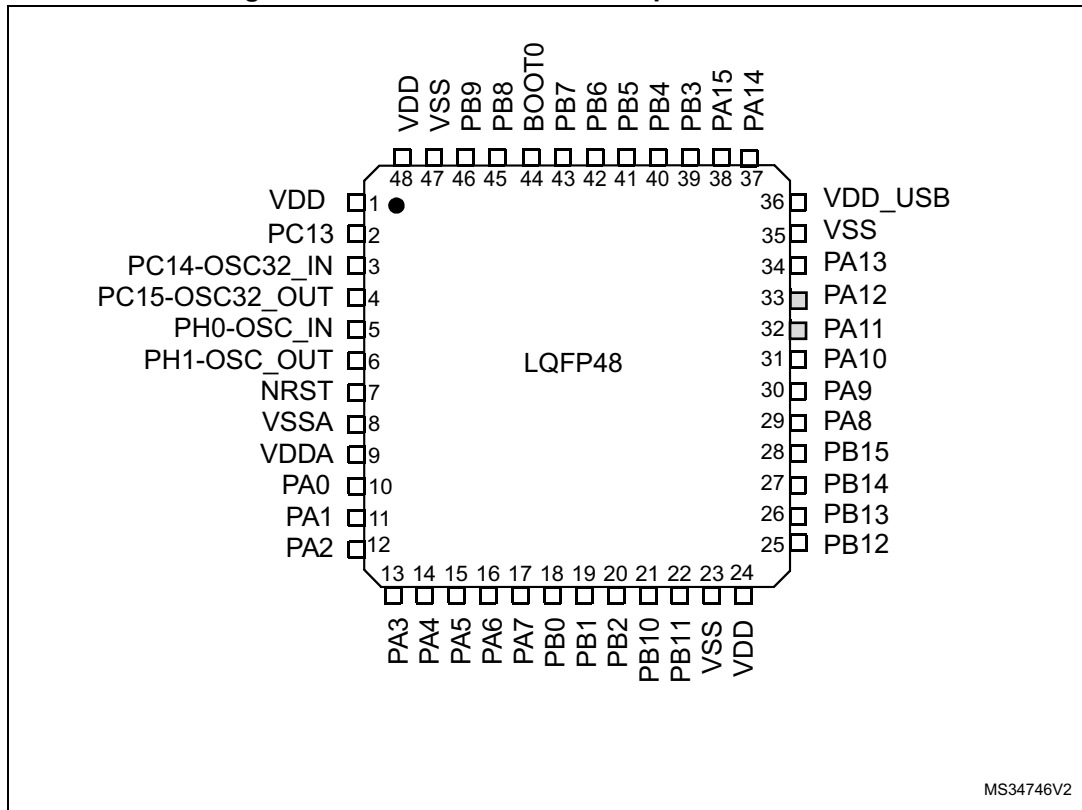 VDD
VSS
PB9
PB8
BOOT0
PB7
PB6
PB5
PB4
PB3
PA15
PA14
48 47 46 45 44 43 42 41 40 39 38 37
VDD 1
PC13 2
PC14-OSC32_IN 3
PC15-OSC32_OUT 4
PH0-OSC_IN 5
PH1-OSC_OUT 6
NRST 7
VSSA 8
VDDA 9
PA0 10
PA1 11
PA2 12
LQFP48
36 VDD_USB
35 VSS
34 PA13
33 PA12
32 PA11
31 PA10
30 PA9
29 PA8
28 PB15
27 PB14
26 PB13
25 PB12
13 14 15 16 17 18 19 20 21 22 23 24
PA3
PA4
PA5
PA6
PA7
PB0
PB1
PB2
PB10
PB11
VSS
VDD
MS34746V2